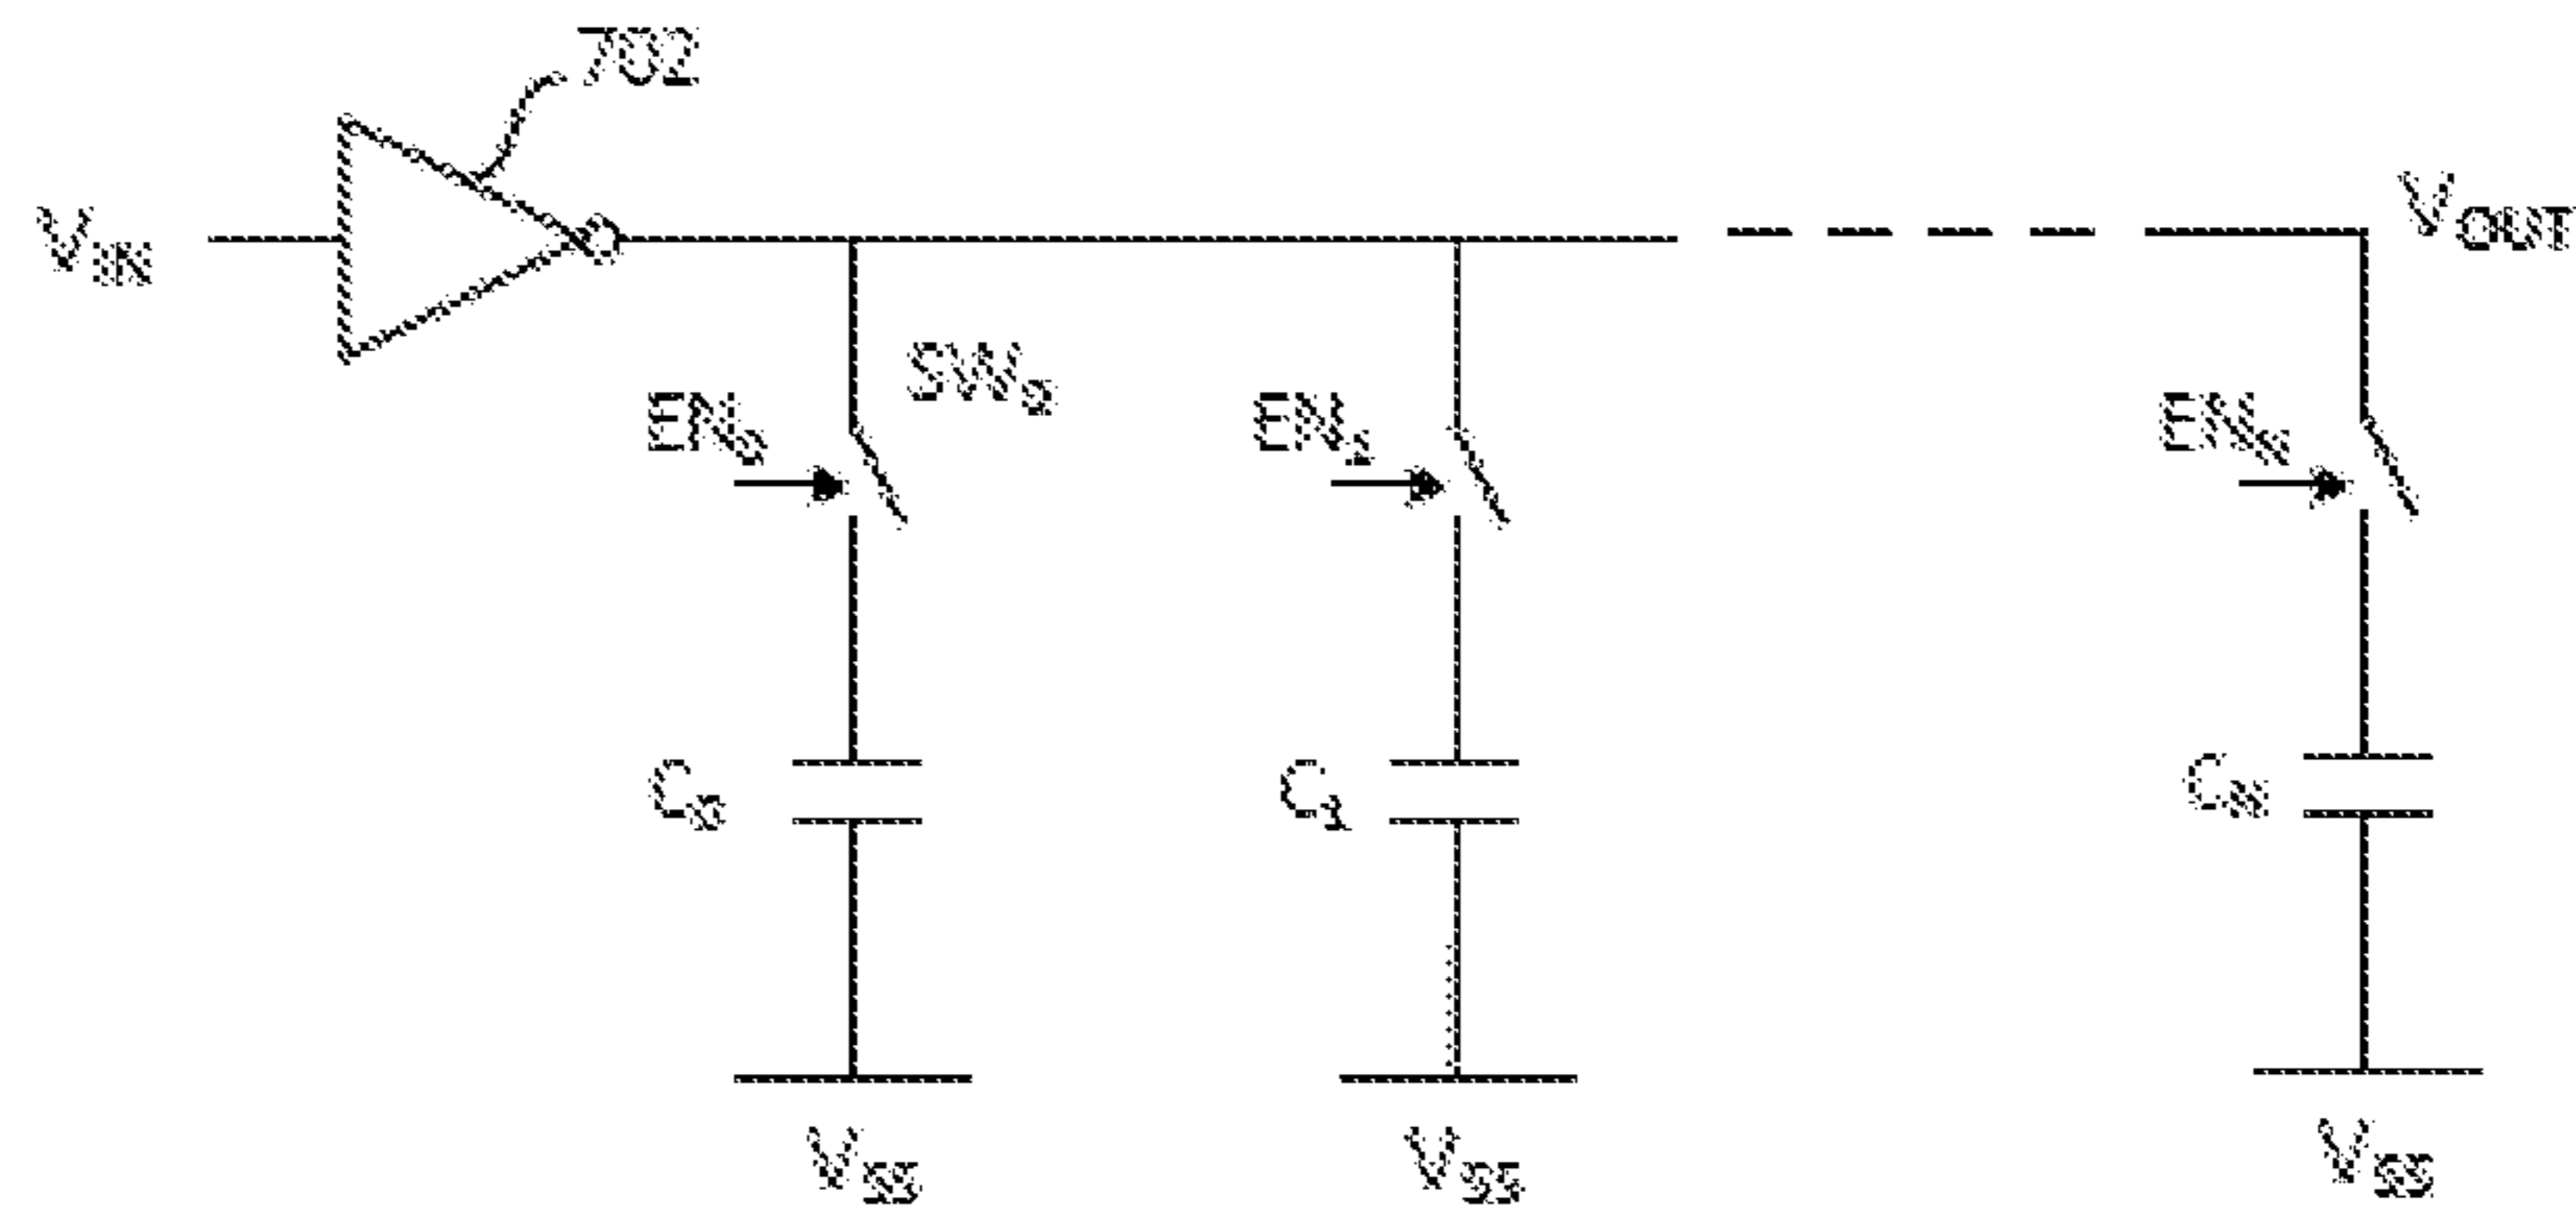 702
V_IN
V_OUT
SW_0
EN_0
EN_1
EN_N
C_0
C_1
C_N
V_SS
V_SS
V_SS